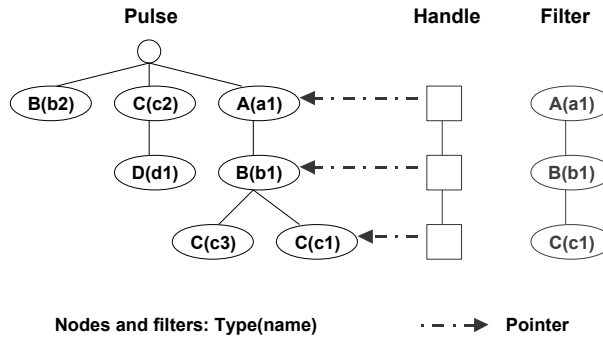 Pulse Handle Filter
B(b2) C(c2) A(a1) A(a1)
D(d1) B(b1) B(b1)
C(c3) C(c1) C(c1)
Nodes and filters: Type(name) Pointer